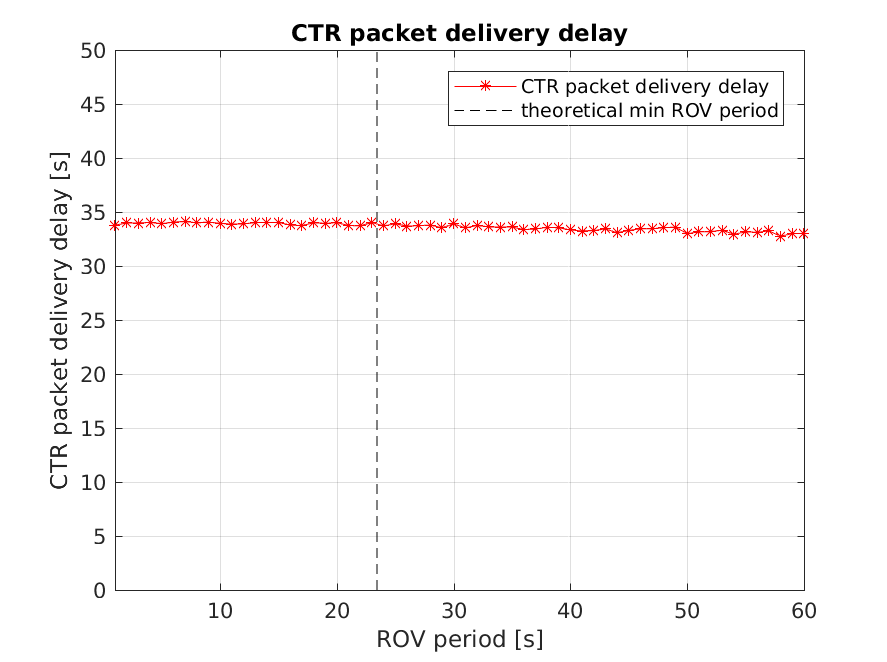 CTR packet delivery delay
CTR packet delivery delay
theoretical min ROV period
CTR packet delivery delay [s]
50
45
40
35
30
25
20
15
10
5
0
10 20 30 40 50 60
ROV period [s]